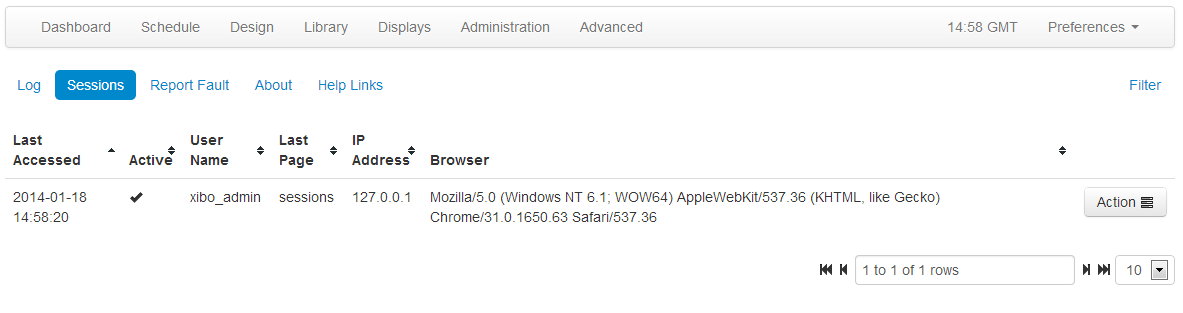 Dashboard Schedule Design Library Displays Administration Advanced 14:58 GMT Preferences
Log Sessions Report Fault About Help Links Filter
Last Accessed Active User Name Last Page IP Address Browser
2014-01-18 14:58:20 xibo_admin sessions 127.0.0.1 Mozilla/5.0 (Windows NT 6.1; WOW64) AppleWebKit/537.36 (KHTML, like Gecko)
Chrome/31.0.1650.63 Safari/537.36
Action
1 to 1 of 1 rows 10